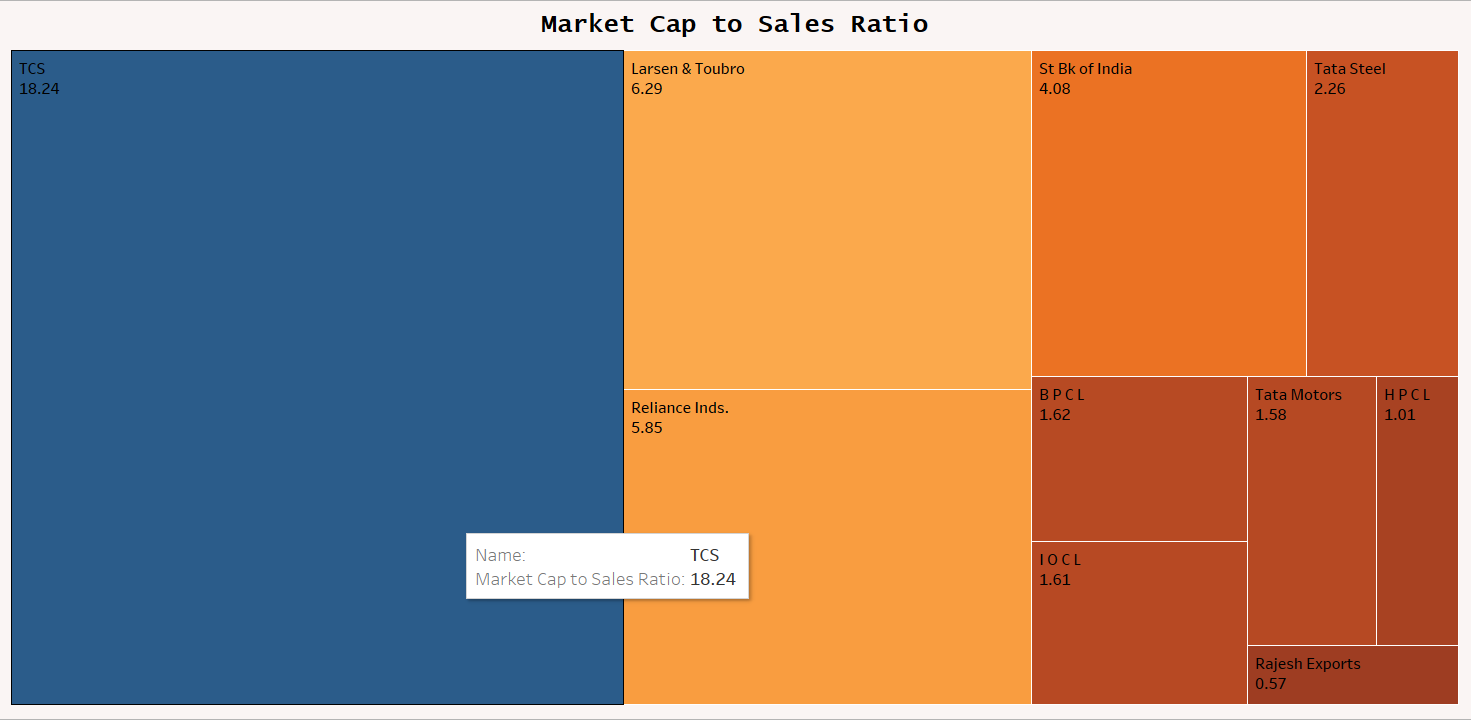 Market Cap to Sales Ratio
TCS
18.24
Larsen & Toubro
6.29
Reliance Inds.
5.85
St Bk of India
4.08
Tata Steel
2.26
B P C L
1.62
I O C L
1.61
Tata Motors
1.58
H P C L
1.01
Rajesh Exports
0.57
Name: TCS
Market Cap to Sales Ratio: 18.24